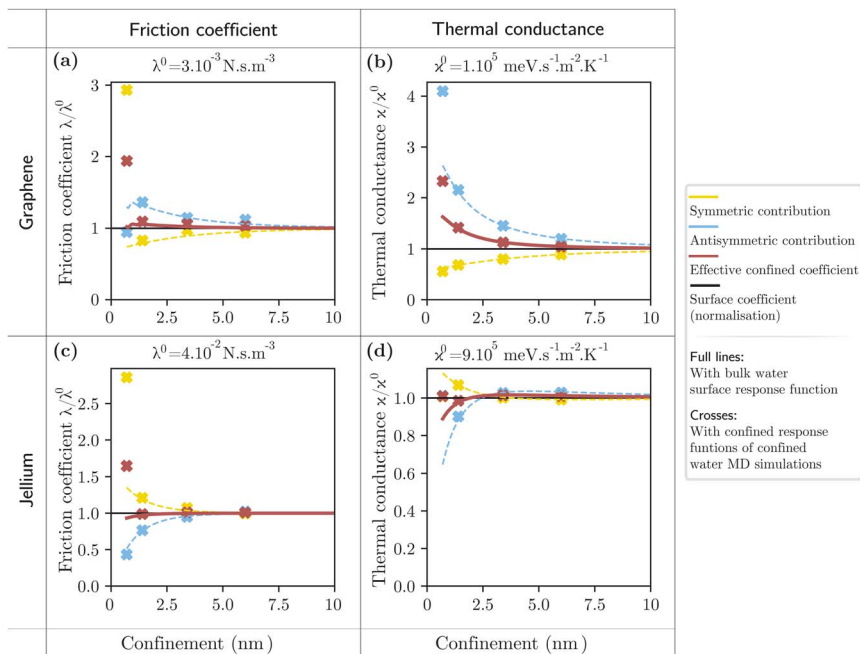 Friction coefficient
Thermal conductance
Graphene
(a)
λ⁰=3.10⁻³ N.s.m⁻³
Friction coefficient λ/λ⁰
3
2
1
0
0
2.5
5.0
7.5
10
(b)
ϰ⁰=1.10⁵ meV.s⁻¹.m⁻².K⁻¹
Thermal conductance ϰ/ϰ⁰
4
3
2
1
0
0
2.5
5.0
7.5
10
Jellium
(c)
λ⁰=4.10⁻² N.s.m⁻³
Friction coefficient λ/λ⁰
2.5
2.0
1.5
1.0
0.5
0.0
0
2.5
5.0
7.5
10
(d)
ϰ⁰=9.10⁵ meV.s⁻¹.m⁻².K⁻¹
Thermal conductance ϰ/ϰ⁰
1.0
0.8
0.6
0.4
0.2
0.0
0
2.5
5.0
7.5
10
Confinement (nm)
Confinement (nm)
Symmetric contribution
Antisymmetric contribution
Effective confined coefficient
Surface coefficient
(normalisation)
Full lines:
With bulk water
surface response function
Crosses:
With confined response
funtions of confined
water MD simulations